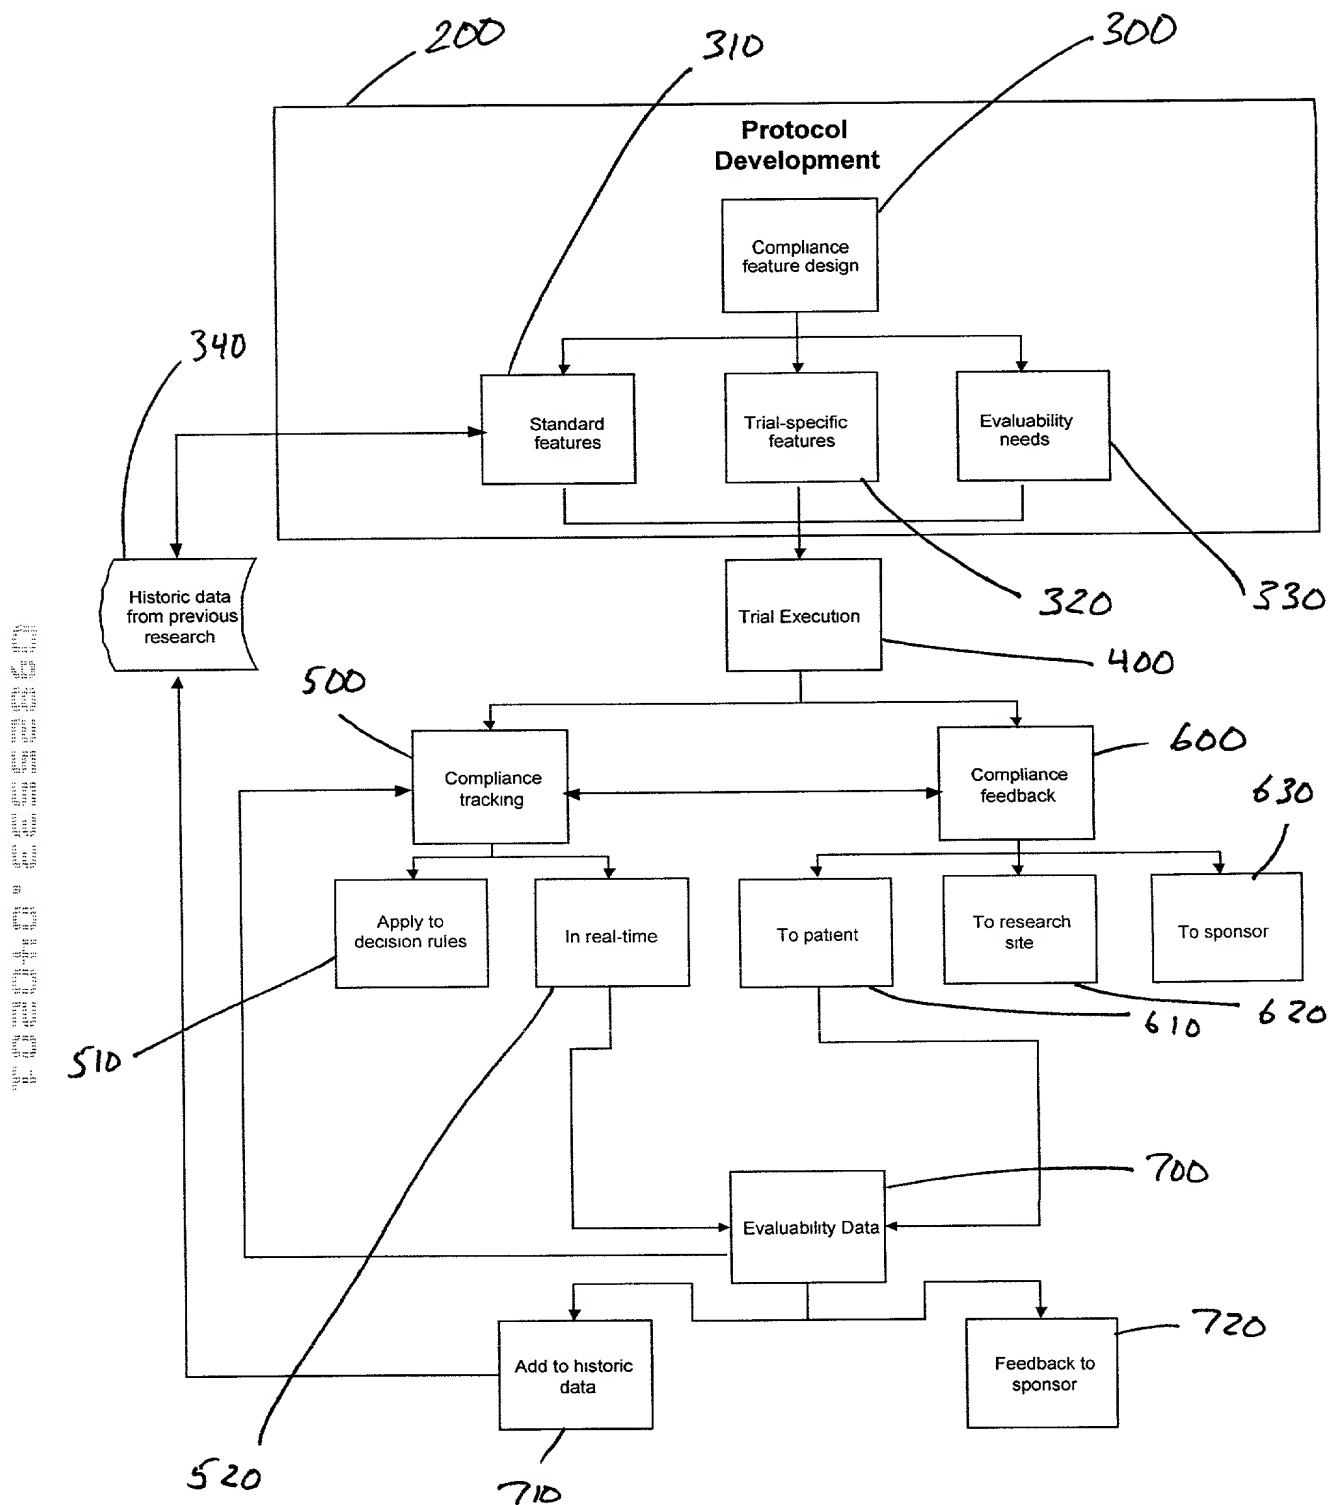 200
310
300
Protocol
Development
Compliance
feature design
340
Standard
features
Trial-specific
features
Evaluability
needs
Historic data
from previous
research
Trial Execution
320
330
400
500
600
Compliance
tracking
Compliance
feedback
630
Apply to
decision rules
In real-time
To patient
To research
site
To sponsor
510
610
620
700
Evaluability Data
720
Add to historic
data
Feedback to
sponsor
520
710